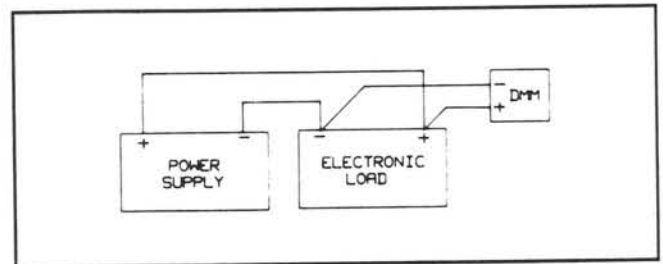 -
DMM
+
+
-
-
+
POWER
SUPPLY
ELECTRONIC
LOAD